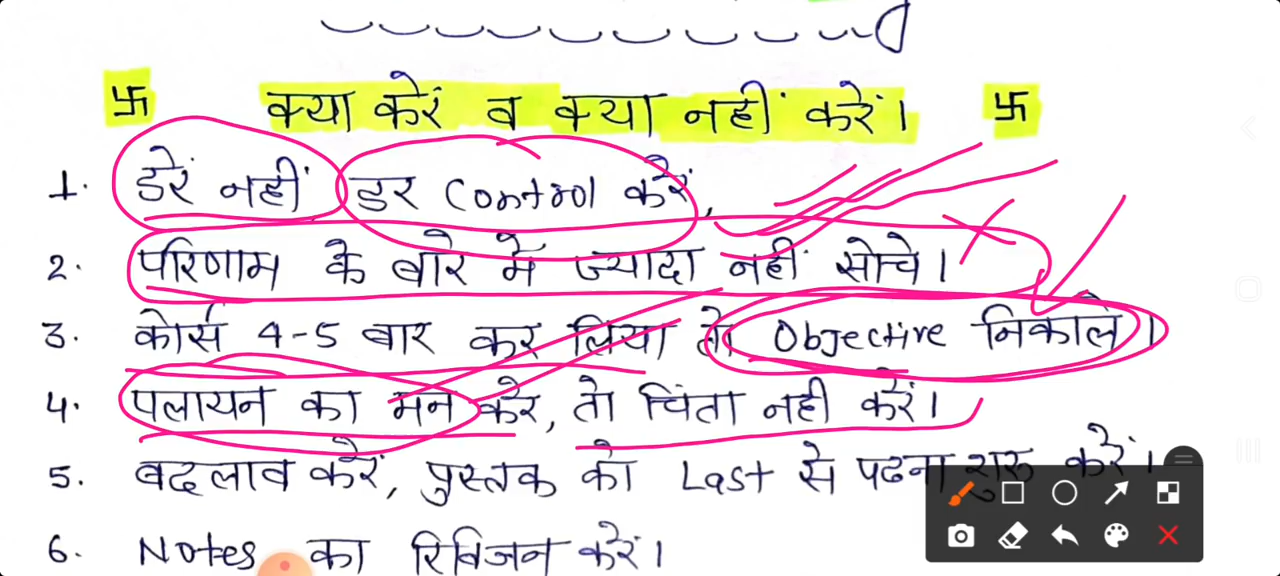 卐 क्या करें व क्या नहीं करें। 卐
1. डरें नहीं डर Control करें,
2. परिणाम के बारे में ज्यादा नहीं सोचे।
3. कोर्स 4-5 बार कर लिया तो Objective निकाले।
4. पलायन का मन करे, तो चिंता नही करें।
5. बदलाव करें, पुस्तक को Last से पढना शुरु करें।
6. Notes का रिविजन करें।